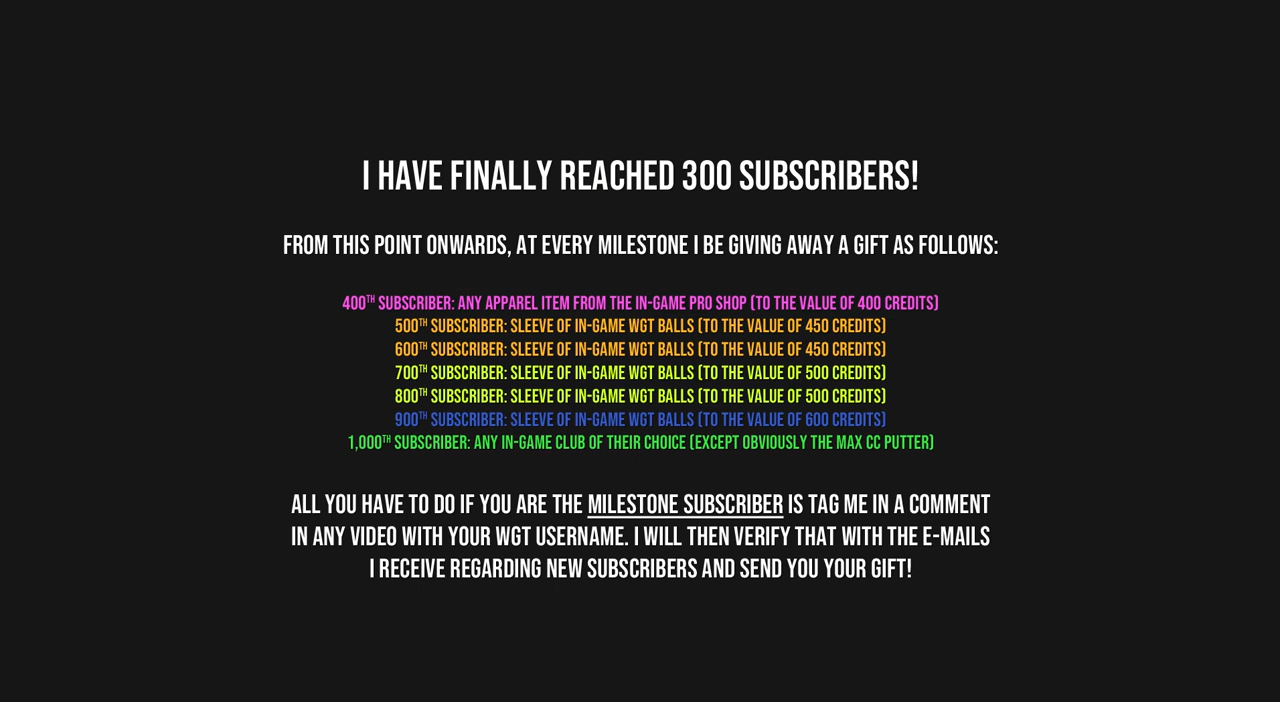 I HAVE FINALLY REACHED 300 SUBSCRIBERS!
FROM THIS POINT ONWARDS, AT EVERY MILESTONE I BE GIVING AWAY A GIFT AS FOLLOWS:
400TH SUBSCRIBER: ANY APPAREL ITEM FROM THE IN-GAME PRO SHOP (TO THE VALUE OF 400 CREDITS)
500TH SUBSCRIBER: SLEEVE OF IN-GAME WGT BALLS (TO THE VALUE OF 450 CREDITS)
600TH SUBSCRIBER: SLEEVE OF IN-GAME WGT BALLS (TO THE VALUE OF 450 CREDITS)
700TH SUBSCRIBER: SLEEVE OF IN-GAME WGT BALLS (TO THE VALUE OF 500 CREDITS)
800TH SUBSCRIBER: SLEEVE OF IN-GAME WGT BALLS (TO THE VALUE OF 500 CREDITS)
900TH SUBSCRIBER: SLEEVE OF IN-GAME WGT BALLS (TO THE VALUE OF 600 CREDITS)
1,000TH SUBSCRIBER: ANY IN-GAME CLUB OF THEIR CHOICE (EXCEPT OBVIOUSLY THE MAX CC PUTTER)
ALL YOU HAVE TO DO IF YOU ARE THE MILESTONE SUBSCRIBER IS TAG ME IN A COMMENT
IN ANY VIDEO WITH YOUR WGT USERNAME. I WILL THEN VERIFY THAT WITH THE E-MAILS
I RECEIVE REGARDING NEW SUBSCRIBERS AND SEND YOU YOUR GIFT!